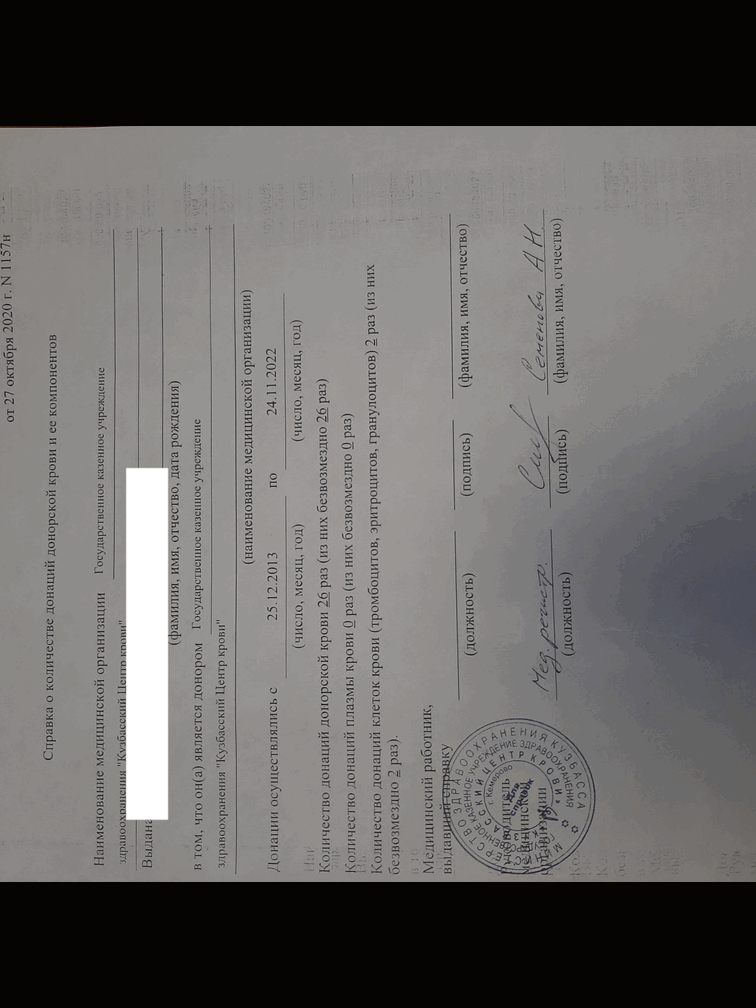 от 27 октября 2020 г. N 1157н
Справка о количестве донаций донорской крови и ее компонентов
Наименование медицинской организации Государственное казенное учреждение
здравоохранения "Кузбасский Центр крови"
Выдана
(фамилия, имя, отчество, дата рождения)
в том, что он(а) является донором Государственное казенное учреждение
здравоохранения "Кузбасский Центр крови"
(наименование медицинской организации)
Донации осуществлялись с 25.12.2013 по 24.11.2022
(число, месяц, год) (число, месяц, год)
Количество донаций донорской крови 26 раз (из них безвозмездно 26 раз)
Количество донаций плазмы крови 0 раз (из них безвозмездно 0 раз)
Количество донаций клеток крови (тромбоцитов, эритроцитов, гранулоцитов) 2 раз (из них
безвозмездно 2 раз).
Медицинский работник,
выдавший справку
(должность) (подпись) (фамилия, имя, отчество)
Руководитель
медицинской
организации
Мед. регистр. Семенова А Н
(должность) (подпись) (фамилия, имя, отчество)
МИНИСТЕРСТВО ЗДРАВООХРАНЕНИЯ КУЗБАССА
ГОСУДАРСТВЕННОЕ КАЗЕННОЕ УЧРЕЖДЕНИЕ ЗДРАВООХРАНЕНИЯ
КУЗБАССКИЙ ЦЕНТР КРОВИ
г. Кемерово
Для
справок